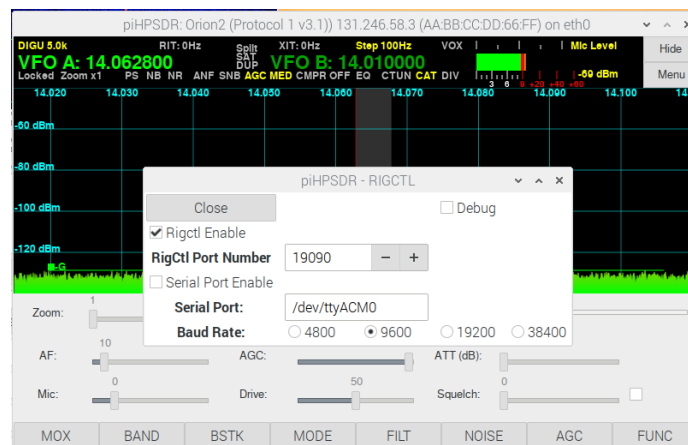 piHPSDR: Orion2 (Protocol 1 v3.1)) 131.246.58.3 (AA:BB:CC:DD:66:FF) on eth0
DIGU 5.0k RIT: 0Hz Split XIT: 0Hz Step 100Hz VOX Mic Level Hide
SAT
VFO A: 14.062800 DUP VFO B: 14.010000 -69 dBm
Locked Zoom x1 PS NB NR ANF SNB AGC MED CMPR OFF EQ CTUN CAT DIV 3 6 9 +20 +40 +60 Menu
14.020 14.030 14.040 14.050 14.060 14.070 14.080 14.090 14.100
-60 dBm
-80 dBm
piHPSDR - RIGCTL
-100 dBm
Close Debug
Rigctl Enable
-120 dBm
RigCtl Port Number 19090 − +
-G
Serial Port Enable
Serial Port: /dev/ttyACM0
Baud Rate: 4800 9600 19200 38400
Zoom: 1
AF: 10 AGC: ATT (dB):
Mic: 0 Drive: 50 Squelch: 0
MOX BAND BSTK MODE FILT NOISE AGC FUNC